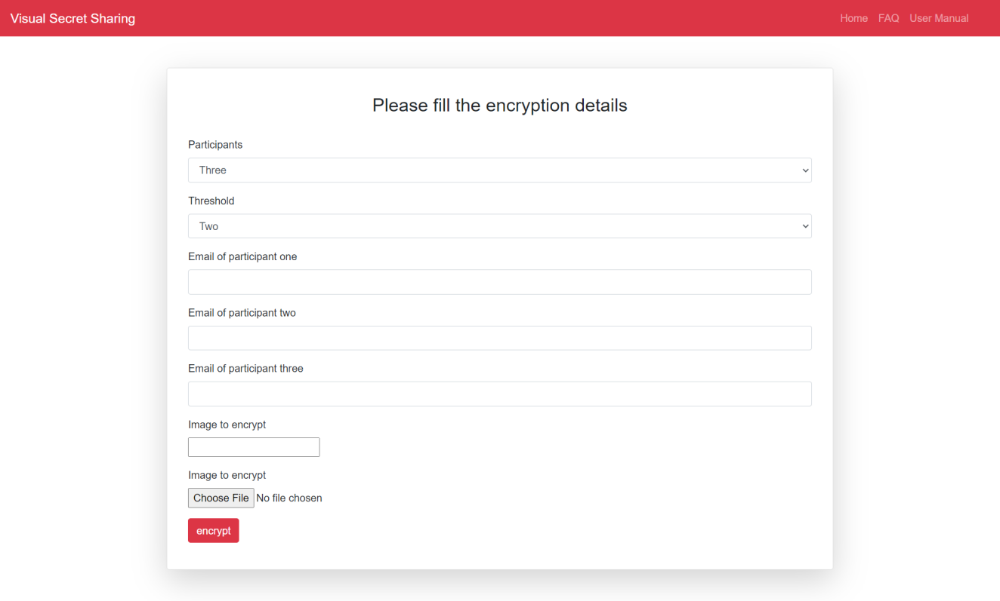 Visual Secret Sharing
Home FAQ User Manual
Please fill the encryption details
Participants
Three
Threshold
Two
Email of participant one
Email of participant two
Email of participant three
Image to encrypt
Image to encrypt
Choose File No file chosen
encrypt